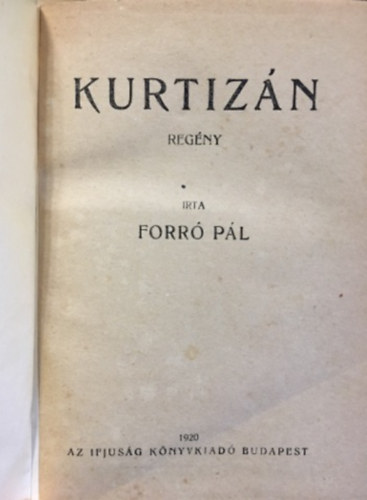 KURTIZÁN
REGÉNY
IRTA
FORRÓ PÁL
1920
AZ IFJUSÁG KÖNYVKIADÓ BUDAPEST